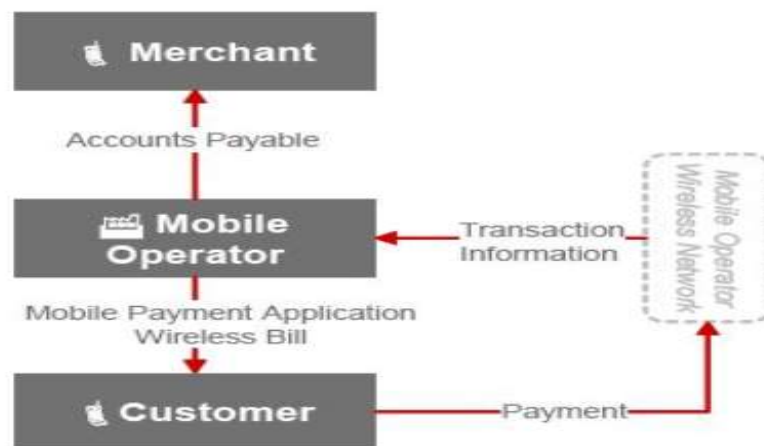 Merchant
Accounts Payable
Mobile
Operator
Transaction
Information
Mobile Operator
Wireless Network
Mobile Payment Application
Wireless Bill
Customer
Payment